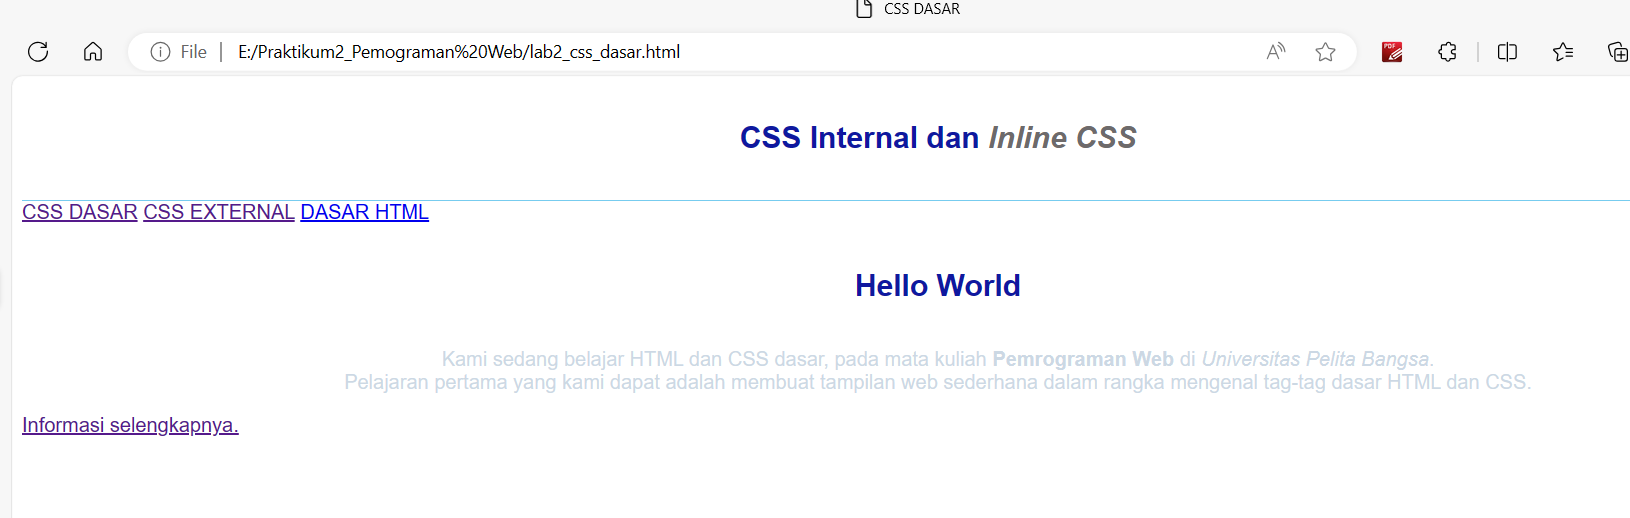 CSS DASAR
File | E:/Praktikum2_Pemograman%20Web/lab2_css_dasar.html
PDF
CSS Internal dan Inline CSS
CSS DASAR CSS EXTERNAL DASAR HTML
Hello World
Kami sedang belajar HTML dan CSS dasar, pada mata kuliah Pemrograman Web di Universitas Pelita Bangsa.
Pelajaran pertama yang kami dapat adalah membuat tampilan web sederhana dalam rangka mengenal tag-tag dasar HTML dan CSS.
Informasi selengkapnya.